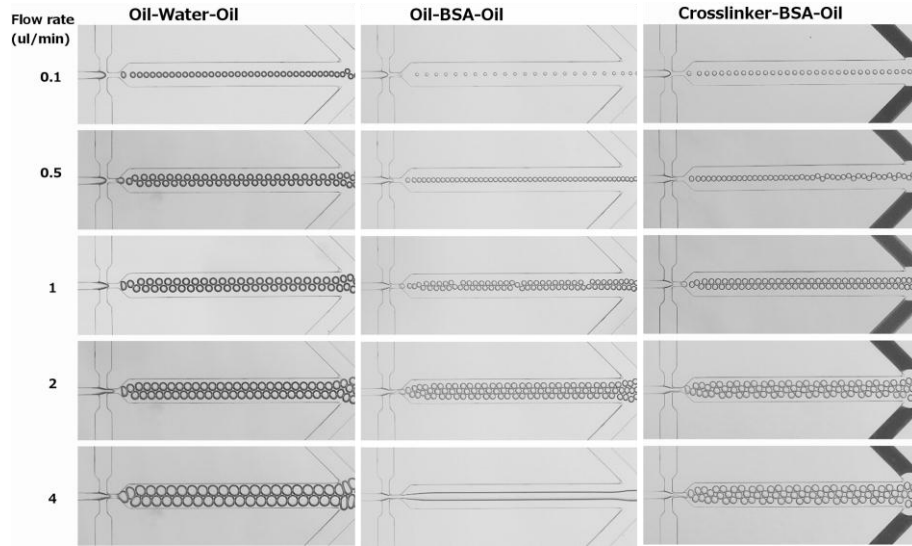 Flow rate
(ul/min)
Oil-Water-Oil
Oil-BSA-Oil
Crosslinker-BSA-Oil
0.1
0.5
1
2
4